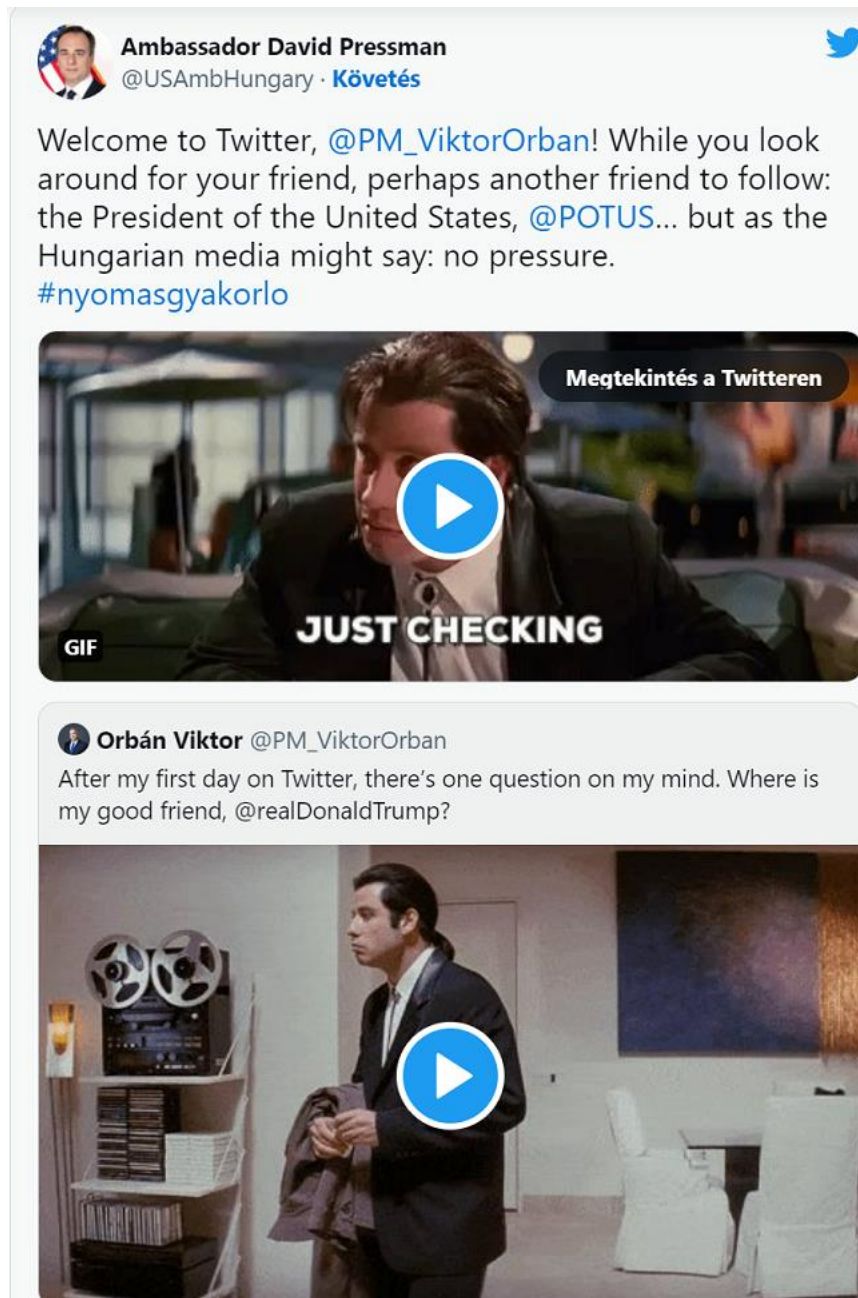 Ambassador David Pressman
@USAmbHungary · Követés
Welcome to Twitter, @PM_ViktorOrban! While you look
around for your friend, perhaps another friend to follow:
the President of the United States, @POTUS... but as the
Hungarian media might say: no pressure.
#nyomasgyakorlo
Megtekintés a Twitteren
JUST CHECKING
GIF
Orbán Viktor @PM_ViktorOrban
After my first day on Twitter, there's one question on my mind. Where is
my good friend, @realDonaldTrump?